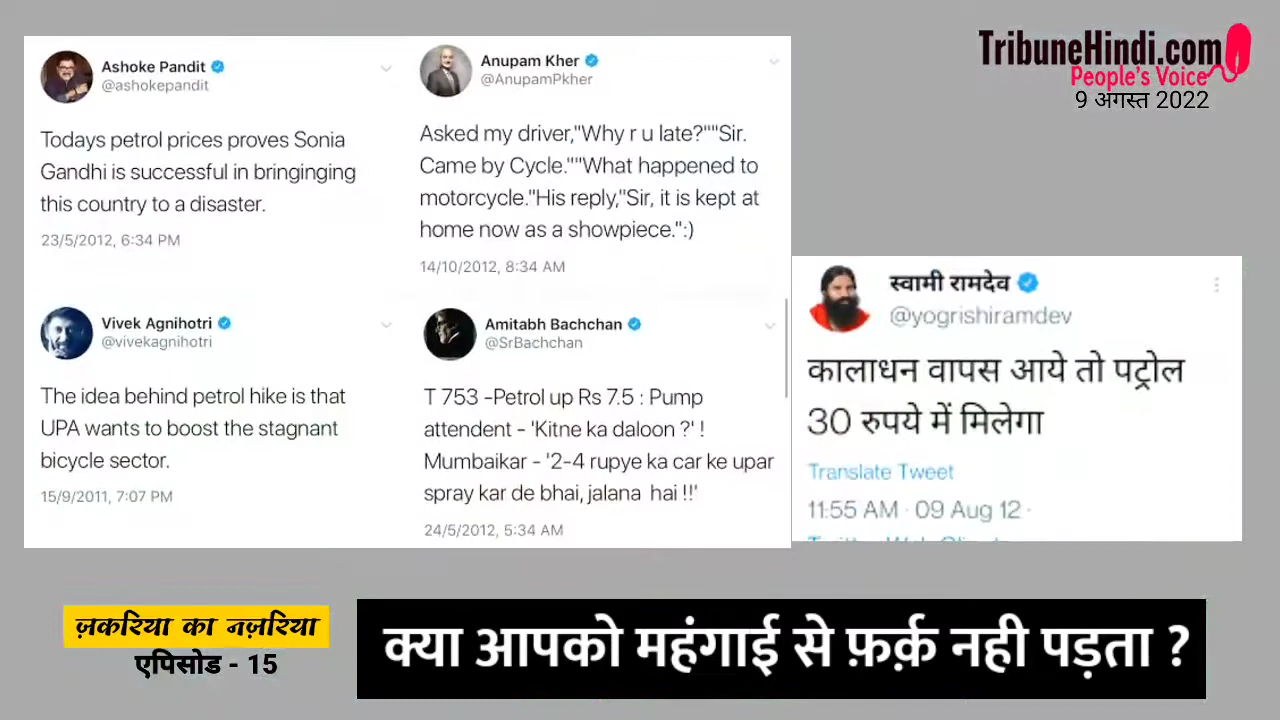 Ashoke Pandit
@ashokepandit
Todays petrol prices proves Sonia
Gandhi is successful in bringinging
this country to a disaster.
23/5/2012, 6:34 PM
Anupam Kher
@AnupamPkher
Asked my driver,"Why r u late?""Sir.
Came by Cycle.""What happened to
motorcycle."His reply,"Sir, it is kept at
home now as a showpiece.":)
14/10/2012, 8:34 AM
Vivek Agnihotri
@vivekagnihotri
The idea behind petrol hike is that
UPA wants to boost the stagnant
bicycle sector.
15/9/2011, 7:07 PM
Amitabh Bachchan
@SrBachchan
T 753 -Petrol up Rs 7.5 : Pump
attendent - 'Kitne ka daloon ?' !
Mumbaikar - '2-4 rupye ka car ke upar
spray kar de bhai, jalana hai !!'
24/5/2012, 5:34 AM
TribuneHindi.com
People's Voice
9 अगस्त 2022
स्वामी रामदेव
@yogrishiramdev
कालाधन वापस आये तो पट्रोल
30 रुपये में मिलेगा
Translate Tweet
11:55 AM · 09 Aug 12 ·
ज़करिया का नज़रिया
एपिसोड - 15
क्या आपको महंगाई से फ़र्क़ नही पड़ता ?